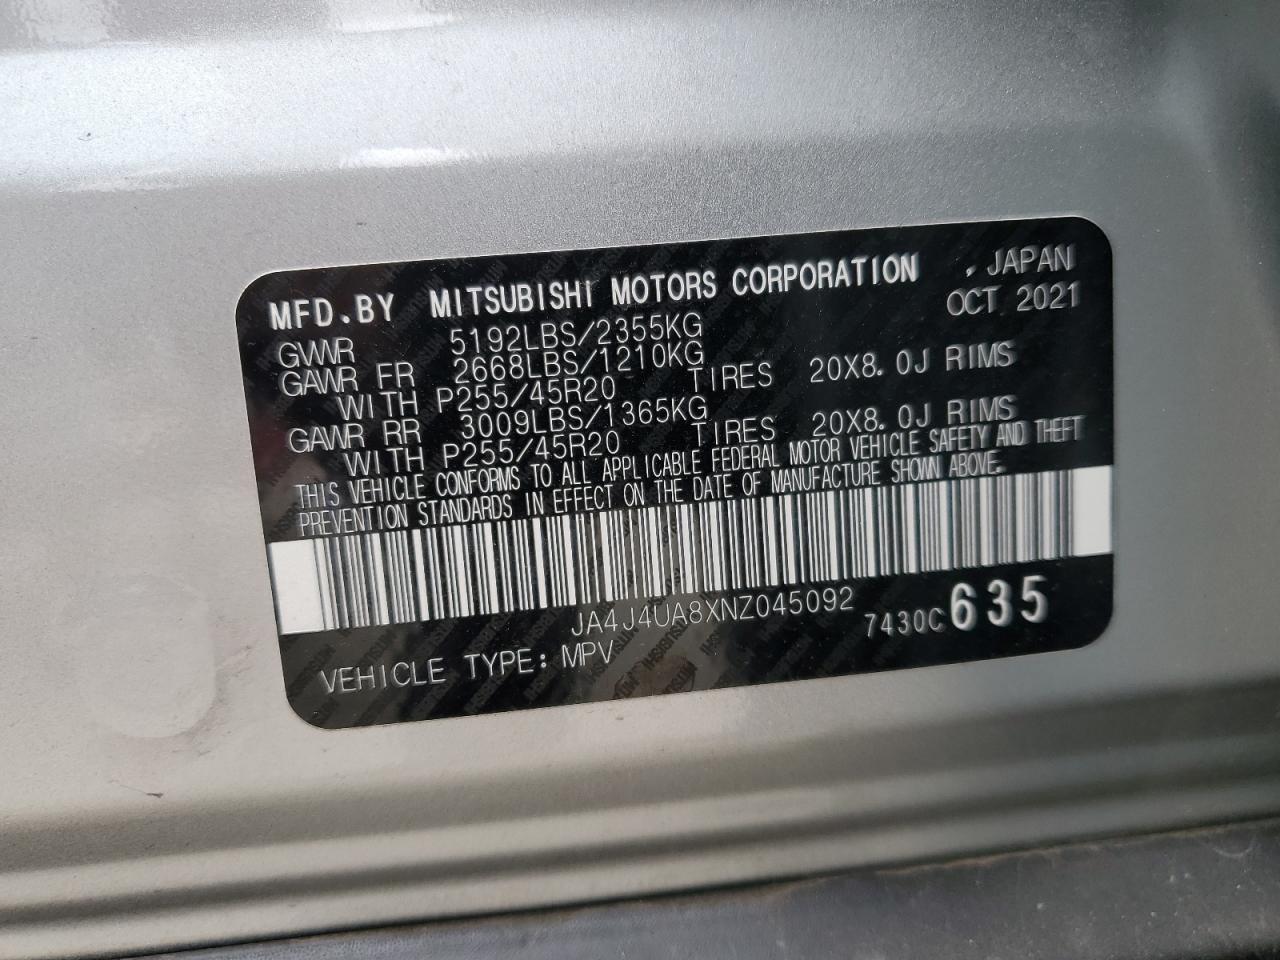 MFD.BY MITSUBISHI MOTORS CORPORATION . JAPAN
OCT 2021
GVWR 5192LBS/2355KG
GAWR FR 2668LBS/1210KG
WITH P255/45R20 TIRES 20X8.0J RIMS
GAWR RR 3009LBS/1365KG
WITH P255/45R20 TIRES 20X8.0J RIMS
THIS VEHICLE CONFORMS TO ALL APPLICABLE FEDERAL MOTOR VEHICLE SAFETY AND THEFT
PREVENTION STANDARDS IN EFFECT ON THE DATE OF MANUFACTURE SHOWN ABOVE.
JA4J4UA8XNZ045092 7430C 635
VEHICLE TYPE: MPV